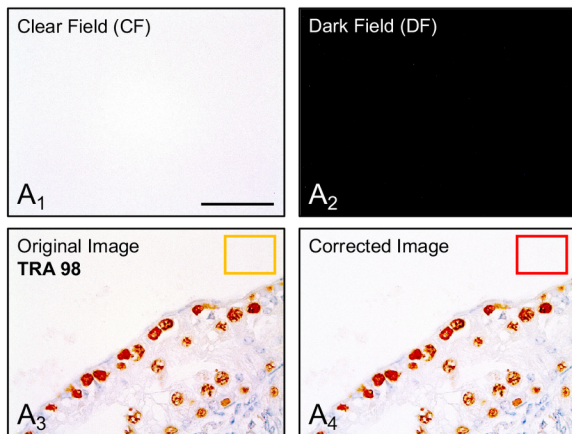 Clear Field (CF)
A1
Dark Field (DF)
A2
Original Image
TRA 98
A3
Corrected Image
A4